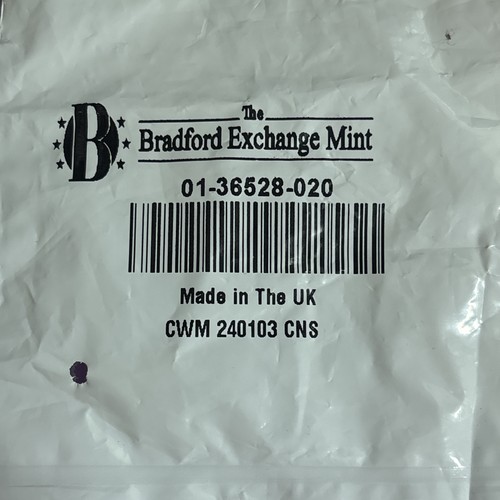 B
The
Bradford Exchange Mint
01-36528-020
Made in The UK
CWM 240103 CNS